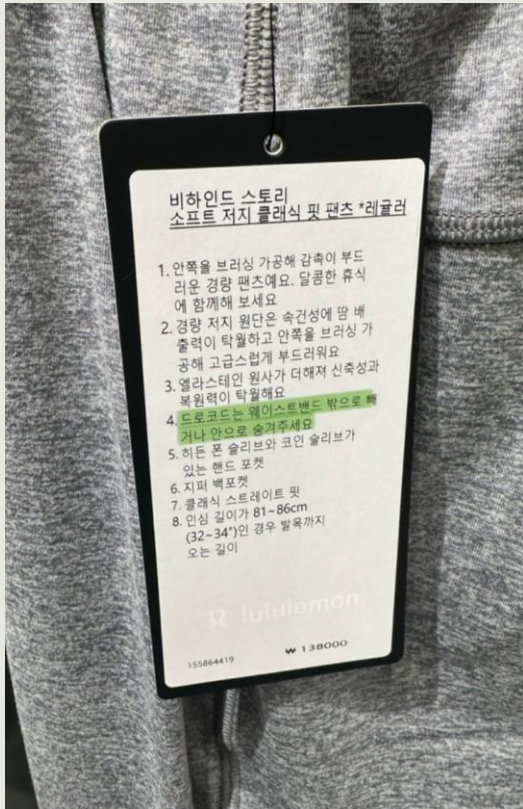 비하인드 스토리
소프트 저지 클래식 핏 팬츠 *레귤러
1. 안쪽을 브러싱 가공해 감촉이 부드
러운 경량 팬츠예요. 달콤한 휴식
에 함께해 보세요
2. 경량 저지 원단은 속건성에 땀 배
출력이 탁월하고 안쪽을 브러싱 가
공해 고급스럽게 부드러워요
3. 엘라스테인 원사가 더해져 신축성과
복원력이 탁월해요
4. 드로코드는 웨이스트밴드 밖으로 빼
거나 안으로 숨겨주세요
5. 히든 폰 슬리브와 코인 슬리브가
있는 핸드 포켓
6. 지퍼 백포켓
7. 클래식 스트레이트 핏
8. 인심 길이가 81~86cm
(32~34")인 경우 발목까지
오는 길이
lululemon
155864419
₩ 138000